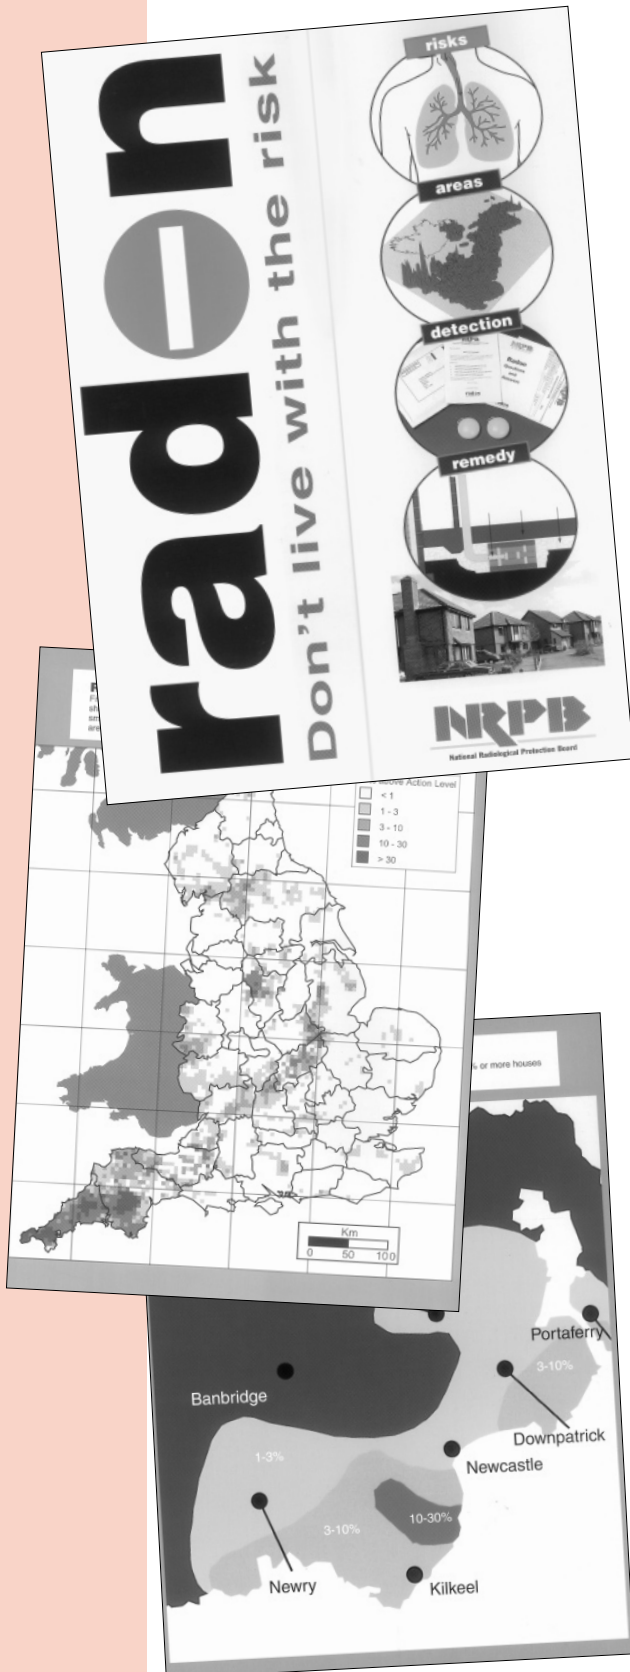 radon
Don't live with the risk
risks
areas
detection
NRPB
Radon
remedy
NRPB
National Radiological Protection Board
Above Action Level
< 1
1 - 3
3 - 10
10 - 30
> 30
Km
0 50 100
% or more houses
Portaferry
3-10%
Banbridge
Downpatrick
Newcastle
1-3%
10-30%
3-10%
Newry
Kilkeel